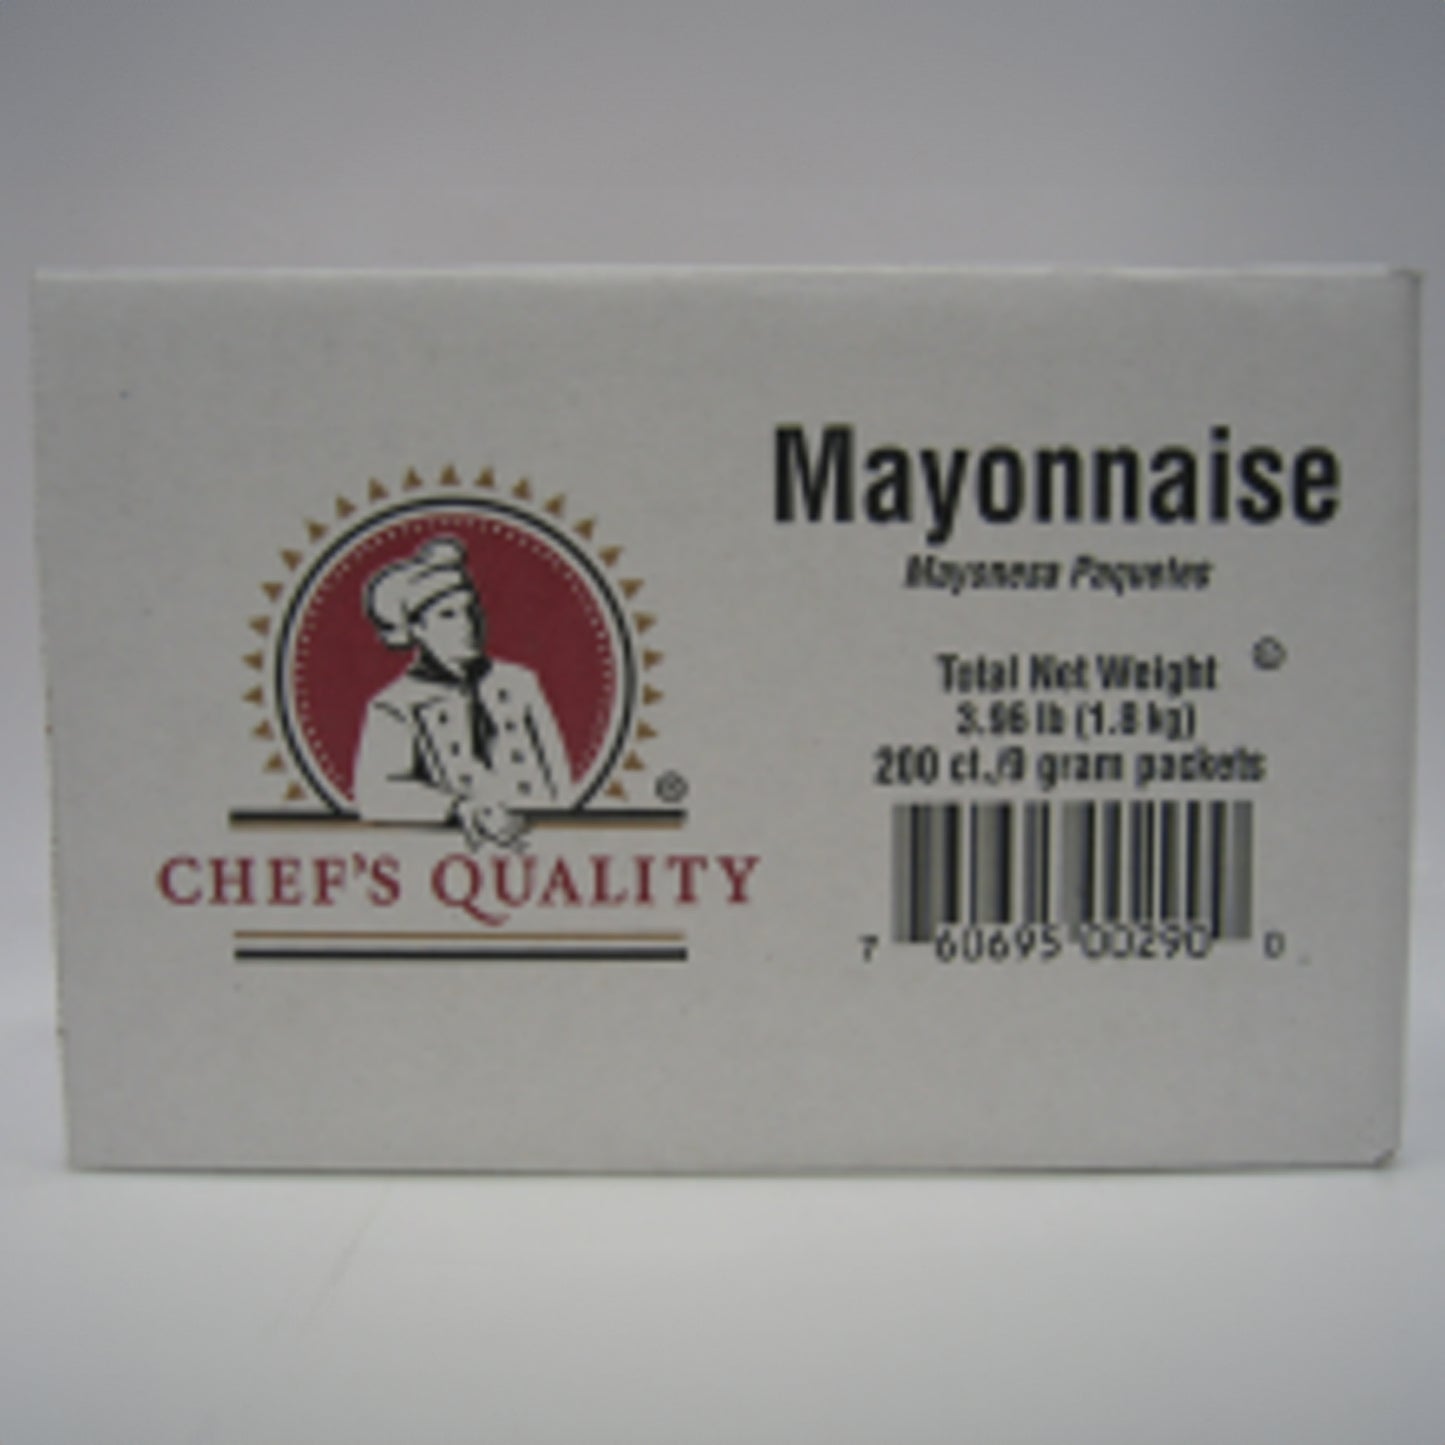 Mayonnaise
Mayonesa Paquetes
Total Net Weight
3.96 lb (1.8 kg)
200 ct./9 gram packets
7 60695 00290 0
®
CHEF'S QUALITY